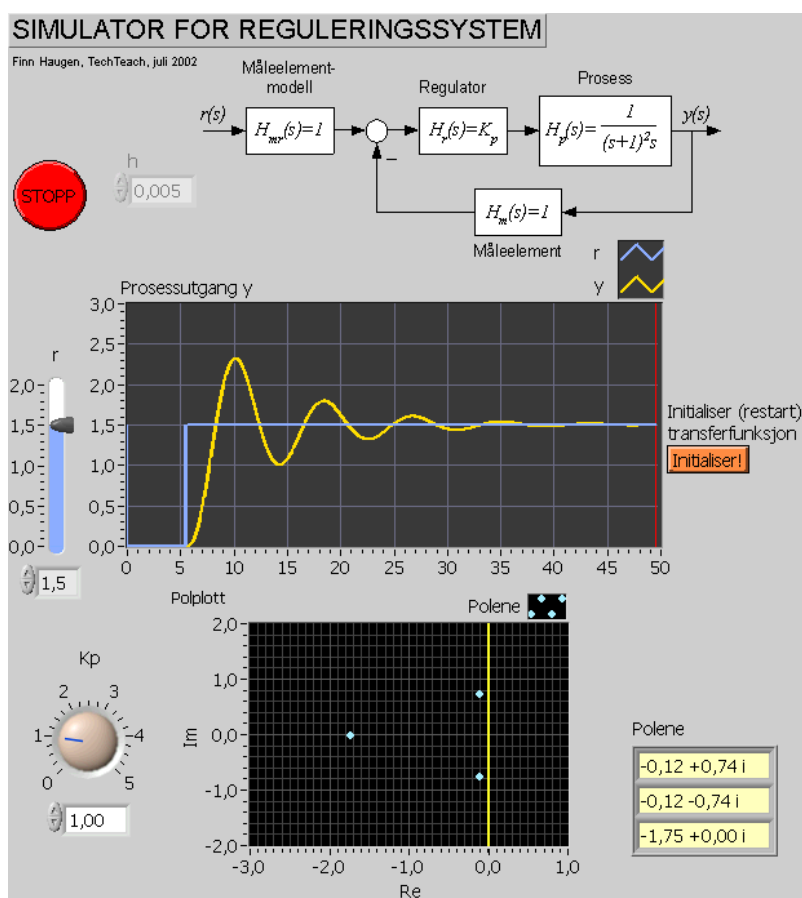 SIMULATOR FOR REGULERINGSSYSTEM
Finn Haugen, TechTeach, juli 2002
Måleelement-
modell
Regulator
Prosess
r(s)
H_mr(s)=1
H_r(s)=K_p
H_p(s)=1/((s+1)²s)
y(s)
−
H_m(s)=1
Måleelement
STOPP
h
0,005
r
y
Prosessutgang y
3,0
2,5
2,0
1,5
1,0
0,5
0,0
0 5 10 15 20 25 30 35 40 45 50
r
2,0
1,5
1,0
0,5
0,0
1,5
Initialiser (restart)
transferfunksjon
Initialiser!
Polplott
Polene
2,0
1,0
0,0
-1,0
-2,0
Im
-3,0 -2,0 -1,0 0,0 1,0
Re
Kp
0 1 2 3 4 5
1,00
Polene
-0,12 +0,74 i
-0,12 -0,74 i
-1,75 +0,00 i